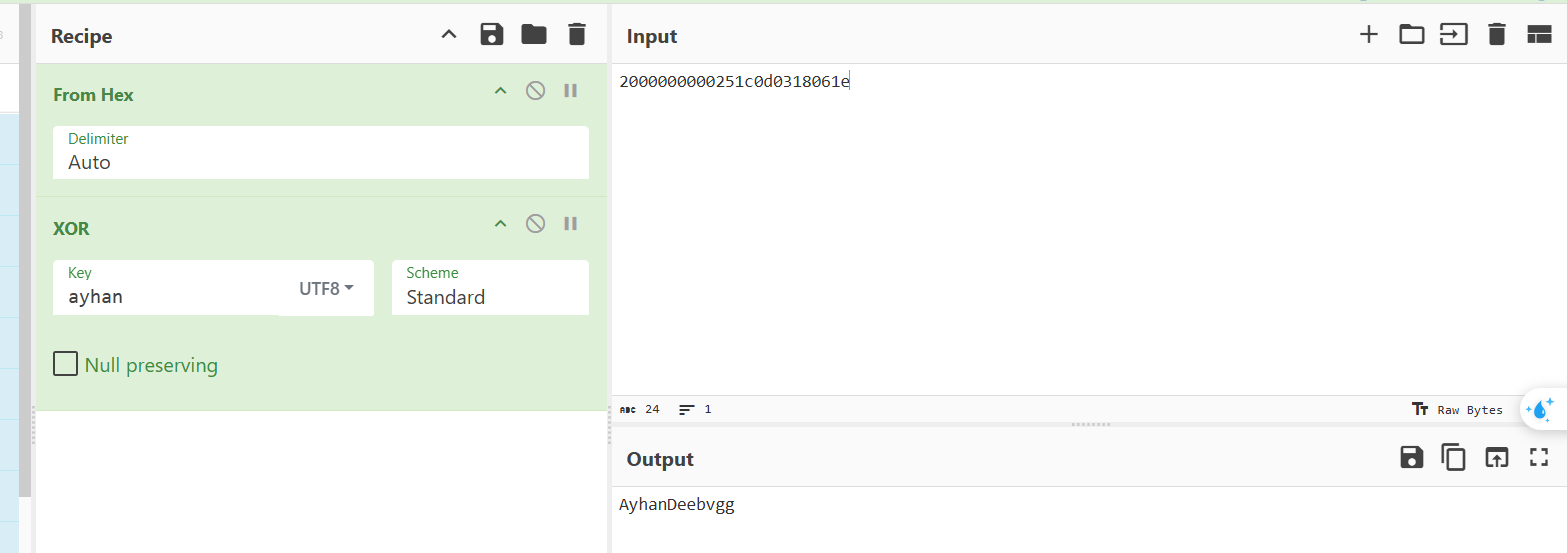 Recipe
From Hex
Delimiter
Auto
XOR
Key
ayhan
UTF8
Scheme
Standard
Null preserving
Input
2000000000251c0d0318061e
ABC 24
1
Tт Raw Bytes
Output
AyhanDeebvgg